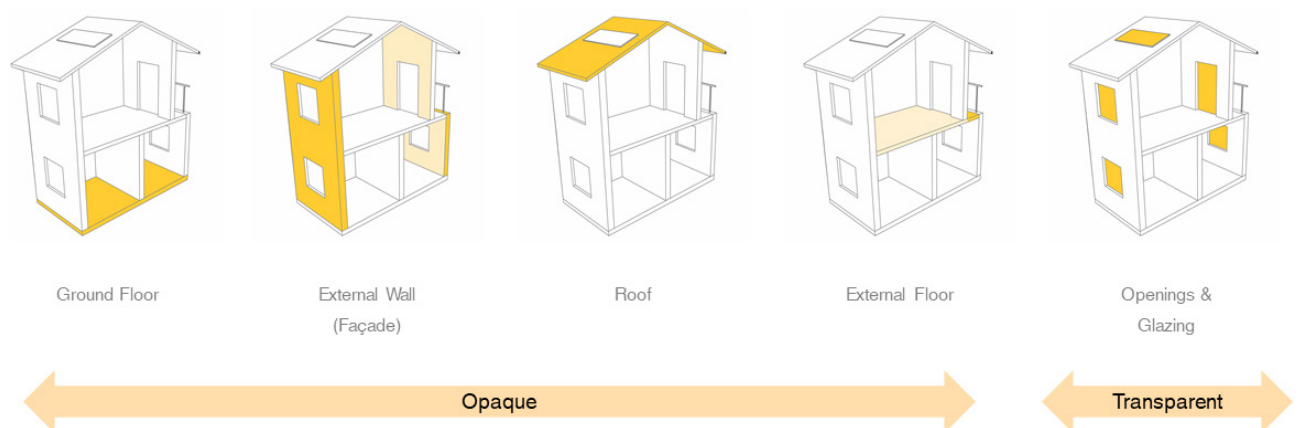 Ground Floor
External Wall
(Façade)
Roof
External Floor
Openings &
Glazing
Opaque
Transparent